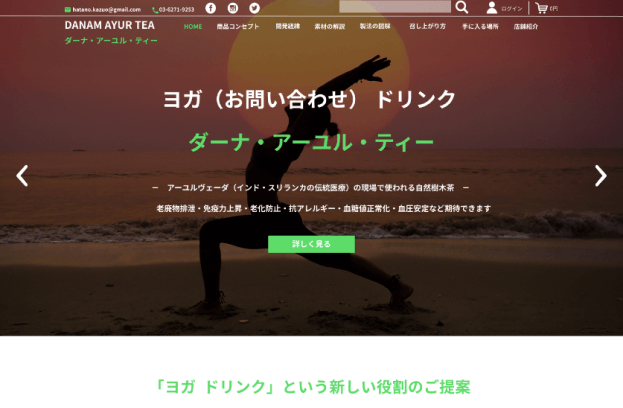 hatano.kazuo@gmail.com 03-6271-9253 ログイン 0円
DANAM AYUR TEA
ダーナ・アーユル・ティー
HOME 商品コンセプト 開発経緯 素材の解説 製法の図解 召し上がり方 手に入る場所 店舗紹介
ヨガ（お問い合わせ） ドリンク
ダーナ・アーユル・ティー
ー アーユルヴェーダ（インド・スリランカの伝統医療）の現場で使われる自然樹木茶 ー
老廃物排泄・免疫力上昇・老化防止・抗アレルギー・血糖値正常化・血圧安定など期待できます
詳しく見る
「ヨガ ドリンク」という新しい役割のご提案